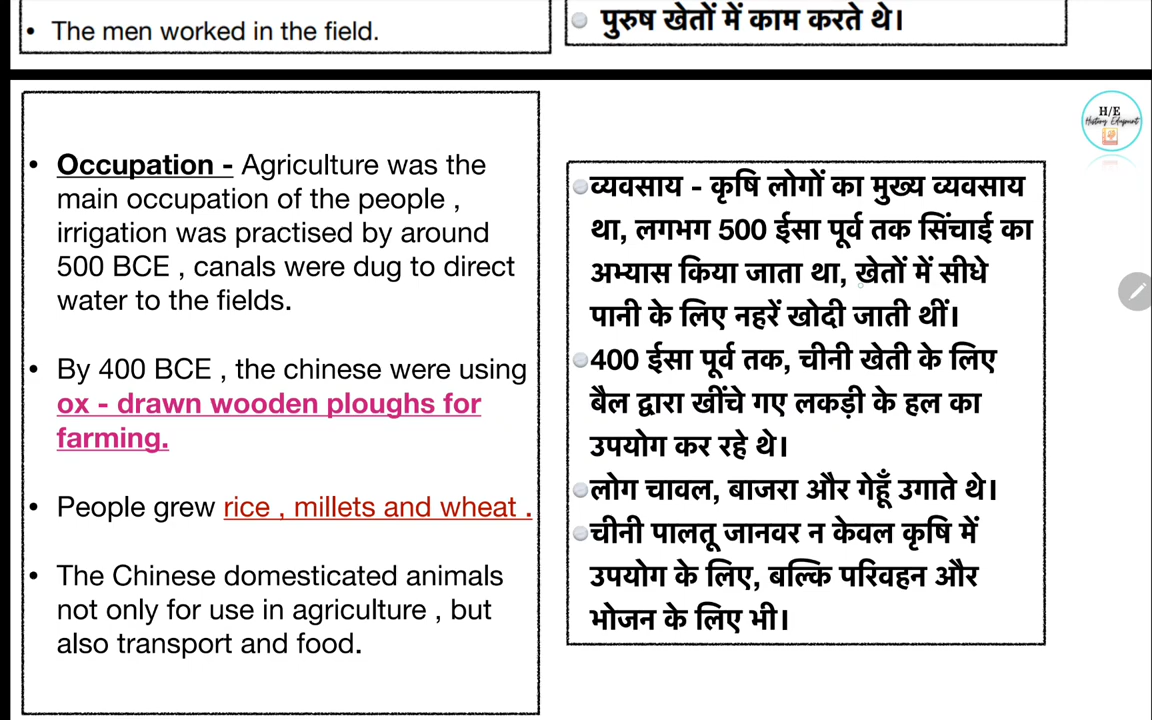 • The men worked in the field.
पुरुष खेतों में काम करते थे।
• Occupation - Agriculture was the
main occupation of the people ,
irrigation was practised by around
500 BCE , canals were dug to direct
water to the fields.
• By 400 BCE , the chinese were using
ox - drawn wooden ploughs for
farming.
• People grew rice , millets and wheat .
• The Chinese domesticated animals
not only for use in agriculture , but
also transport and food.
व्यवसाय - कृषि लोगों का मुख्य व्यवसाय
था, लगभग 500 ईसा पूर्व तक सिंचाई का
अभ्यास किया जाता था, खेतों में सीधे
पानी के लिए नहरें खोदी जाती थीं।
400 ईसा पूर्व तक, चीनी खेती के लिए
बैल द्वारा खींचे गए लकड़ी के हल का
उपयोग कर रहे थे।
लोग चावल, बाजरा और गेहूँ उगाते थे।
चीनी पालतू जानवर न केवल कृषि में
उपयोग के लिए, बल्कि परिवहन और
भोजन के लिए भी।
H/E
History Edupoint